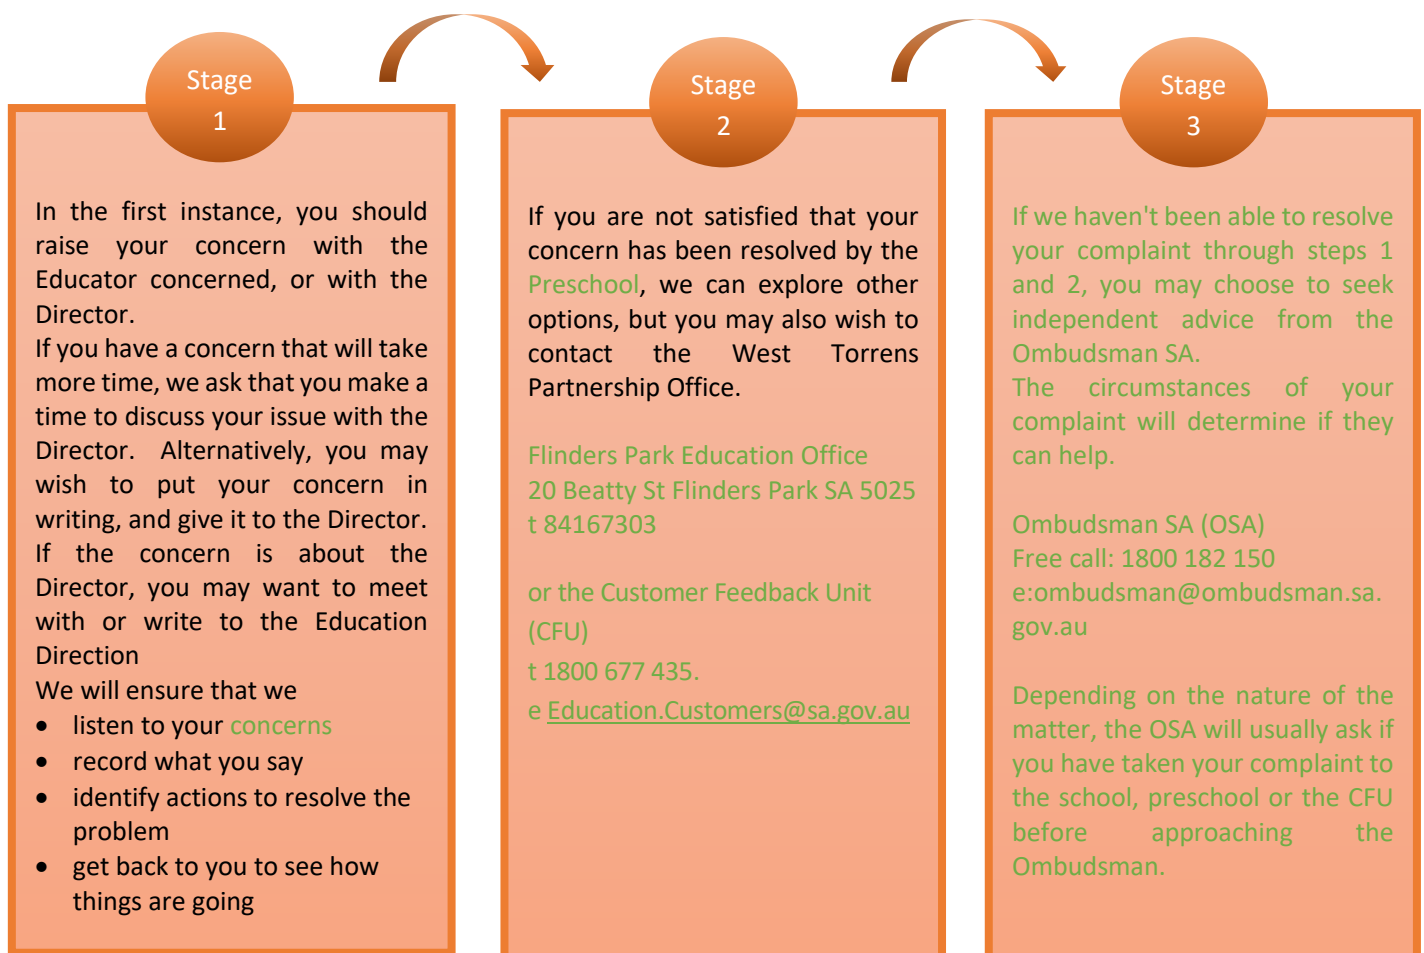 Stage
1
In the first instance, you should
raise your concern with the
Educator concerned, or with the
Director.
If you have a concern that will take
more time, we ask that you make a
time to discuss your issue with the
Director. Alternatively, you may
wish to put your concern in
writing, and give it to the Director.
If the concern is about the
Director, you may want to meet
with or write to the Education
Direction
We will ensure that we
• listen to your concerns
• record what you say
• identify actions to resolve the
problem
• get back to you to see how
things are going
Stage
2
If you are not satisfied that your
concern has been resolved by the
Preschool, we can explore other
options, but you may also wish to
contact the West Torrens
Partnership Office.
Flinders Park Education Office
20 Beatty St Flinders Park SA 5025
t 84167303
or the Customer Feedback Unit
(CFU)
t 1800 677 435.
e Education.Customers@sa.gov.au
Stage
3
If we haven't been able to resolve
your complaint through steps 1
and 2, you may choose to seek
independent advice from the
Ombudsman SA.
The circumstances of your
complaint will determine if they
can help.
Ombudsman SA (OSA)
Free call: 1800 182 150
e:ombudsman@ombudsman.sa.
gov.au
Depending on the nature of the
matter, the OSA will usually ask if
you have taken your complaint to
the school, preschool or the CFU
before approaching the
Ombudsman.